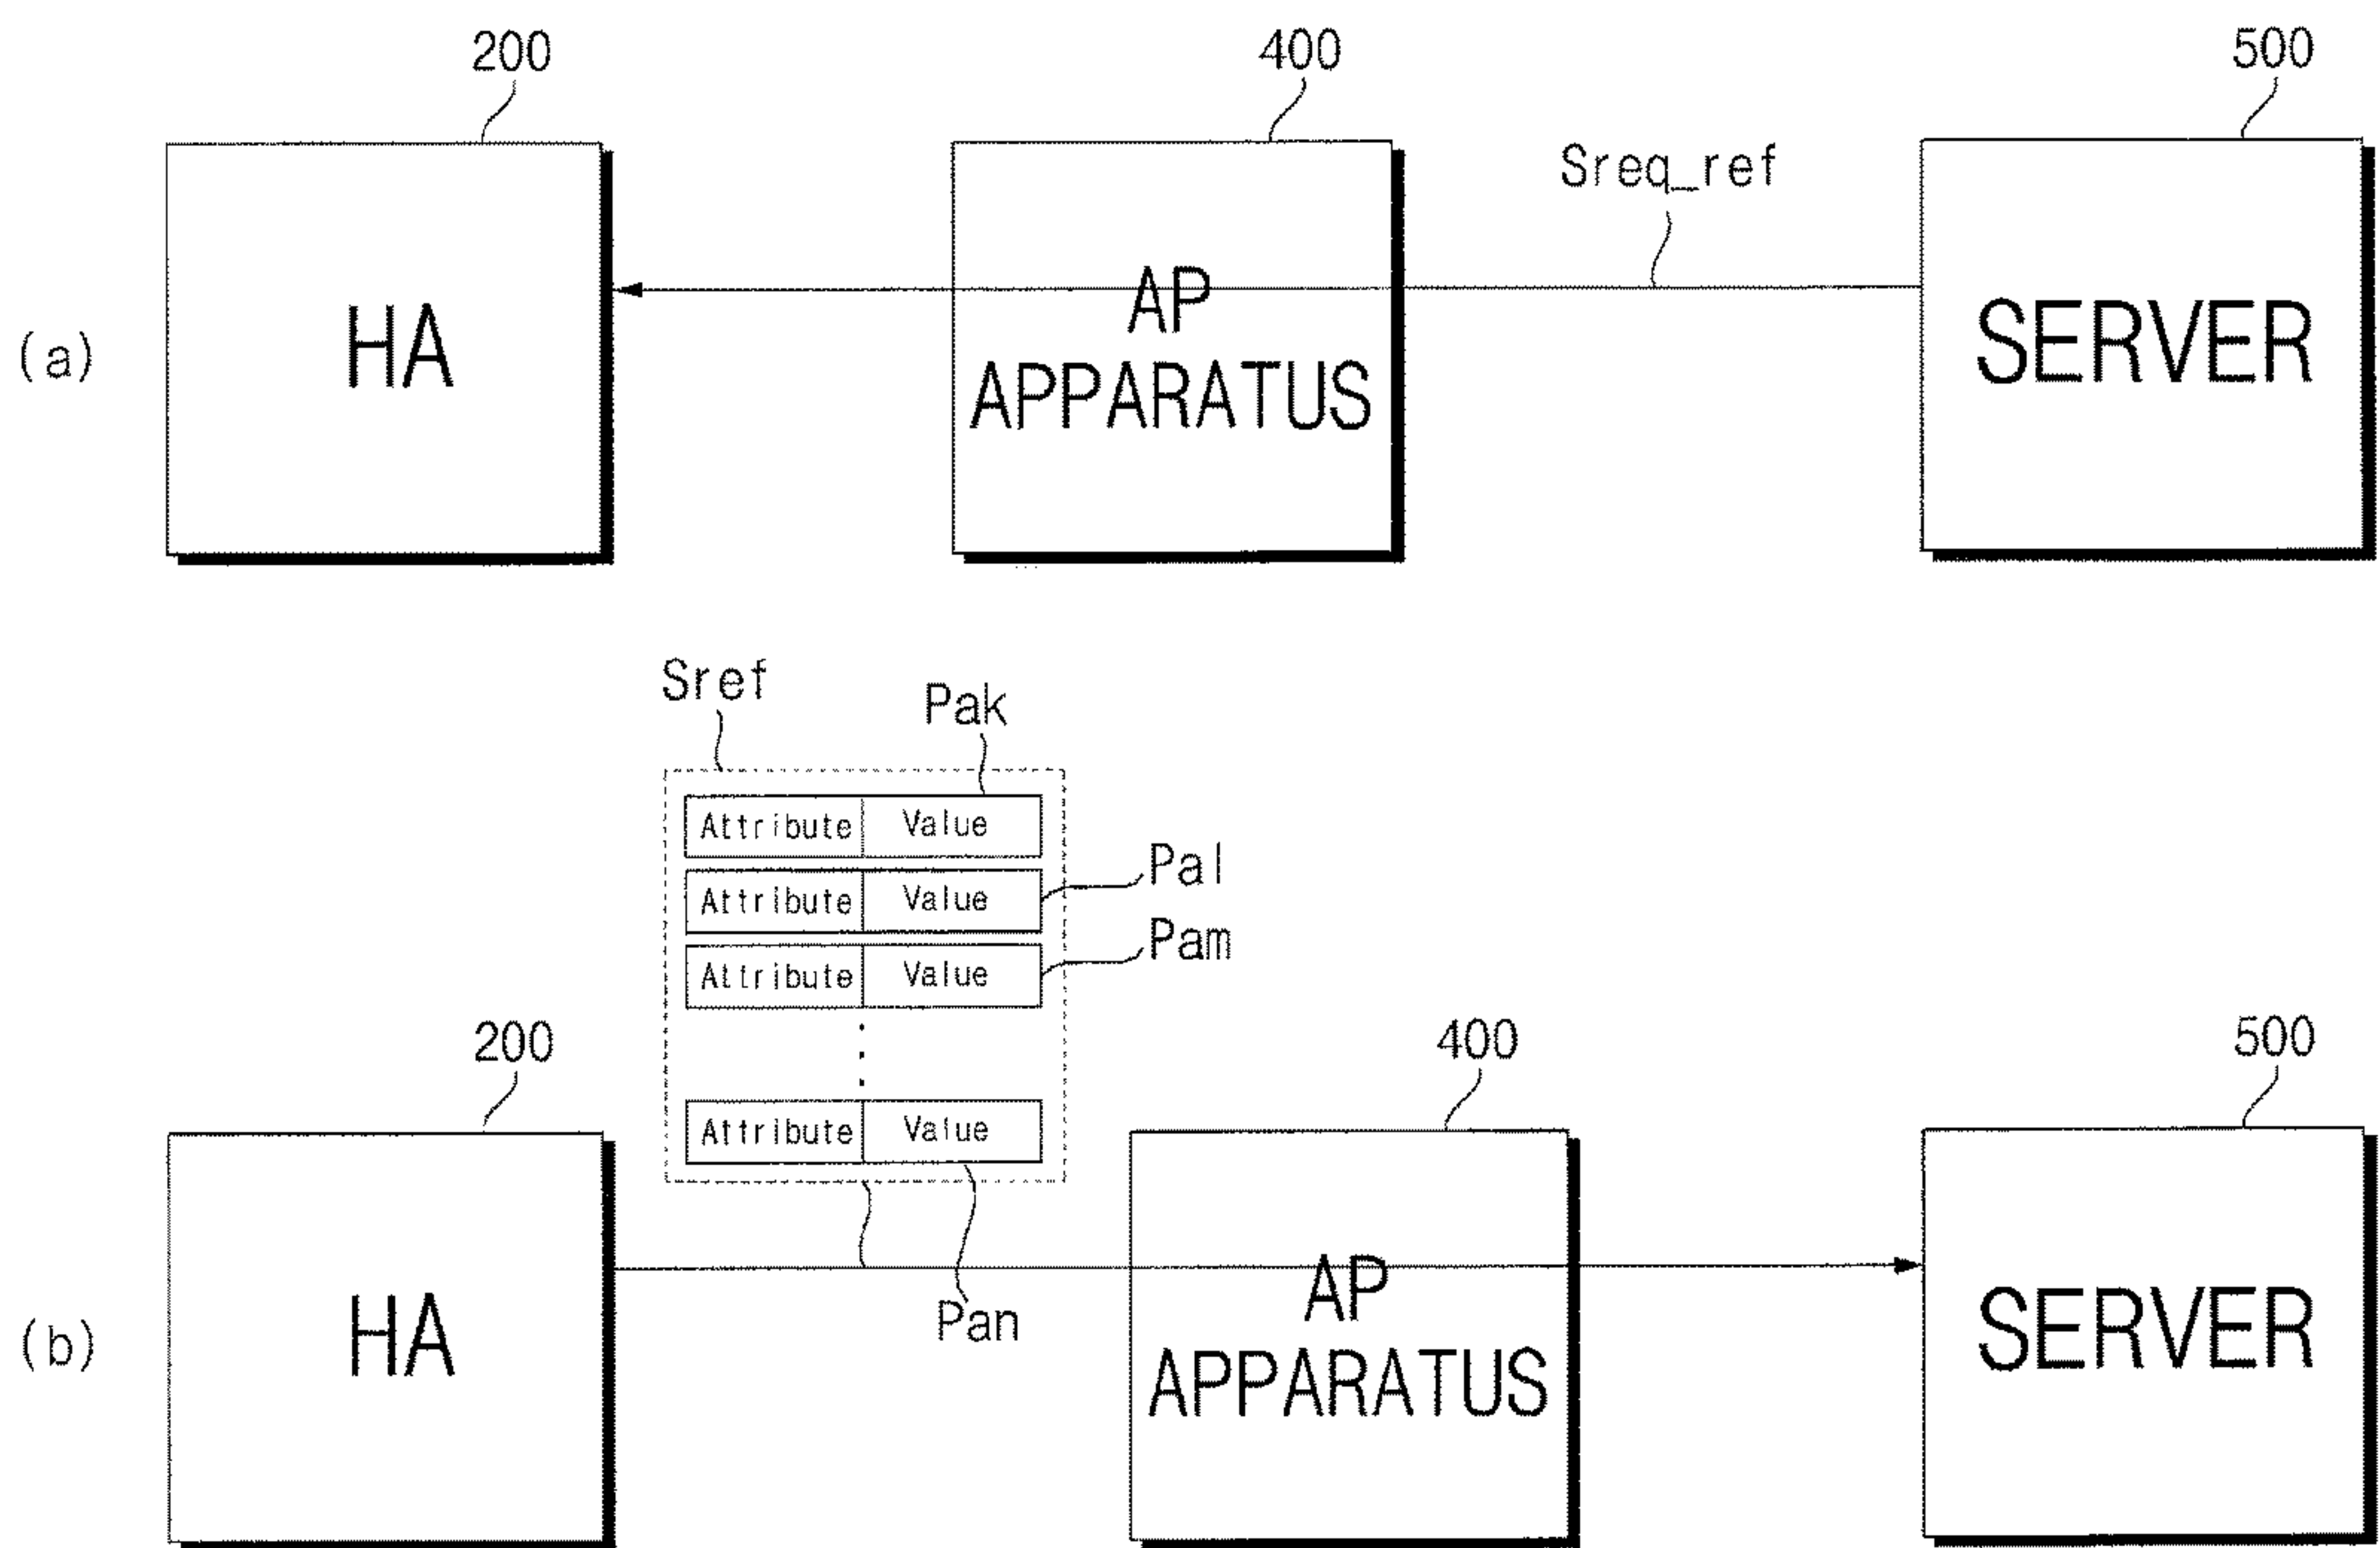 200
400
500
Sreq_ref
(a)
HA
AP
APPARATUS
SERVER
Sref
Pak
Attribute Value
Attribute Value
Pal
Attribute Value
Pam
Attribute Value
Pan
200
400
500
(b)
HA
AP
APPARATUS
SERVER